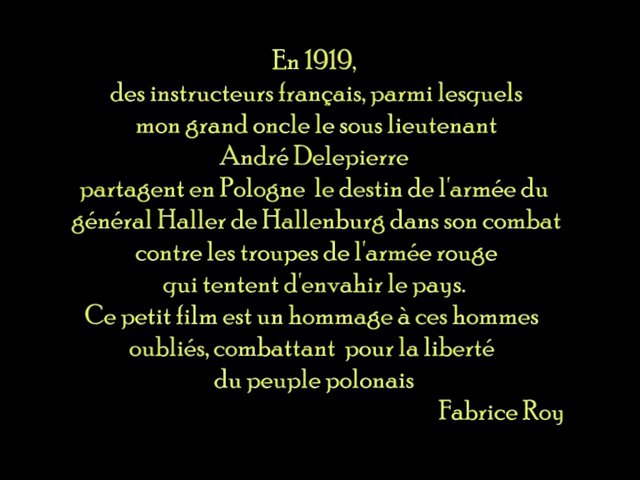 En 1919,
des instructeurs français, parmi lesquels
mon grand oncle le sous lieutenant
André Delepierre
partagent en Pologne le destin de l'armée du
général Haller de Hallenburg dans son combat
contre les troupes de l'armée rouge
qui tentent d'envahir le pays.
Ce petit film est un hommage à ces hommes
oubliés, combattant pour la liberté
du peuple polonais
Fabrice Roy